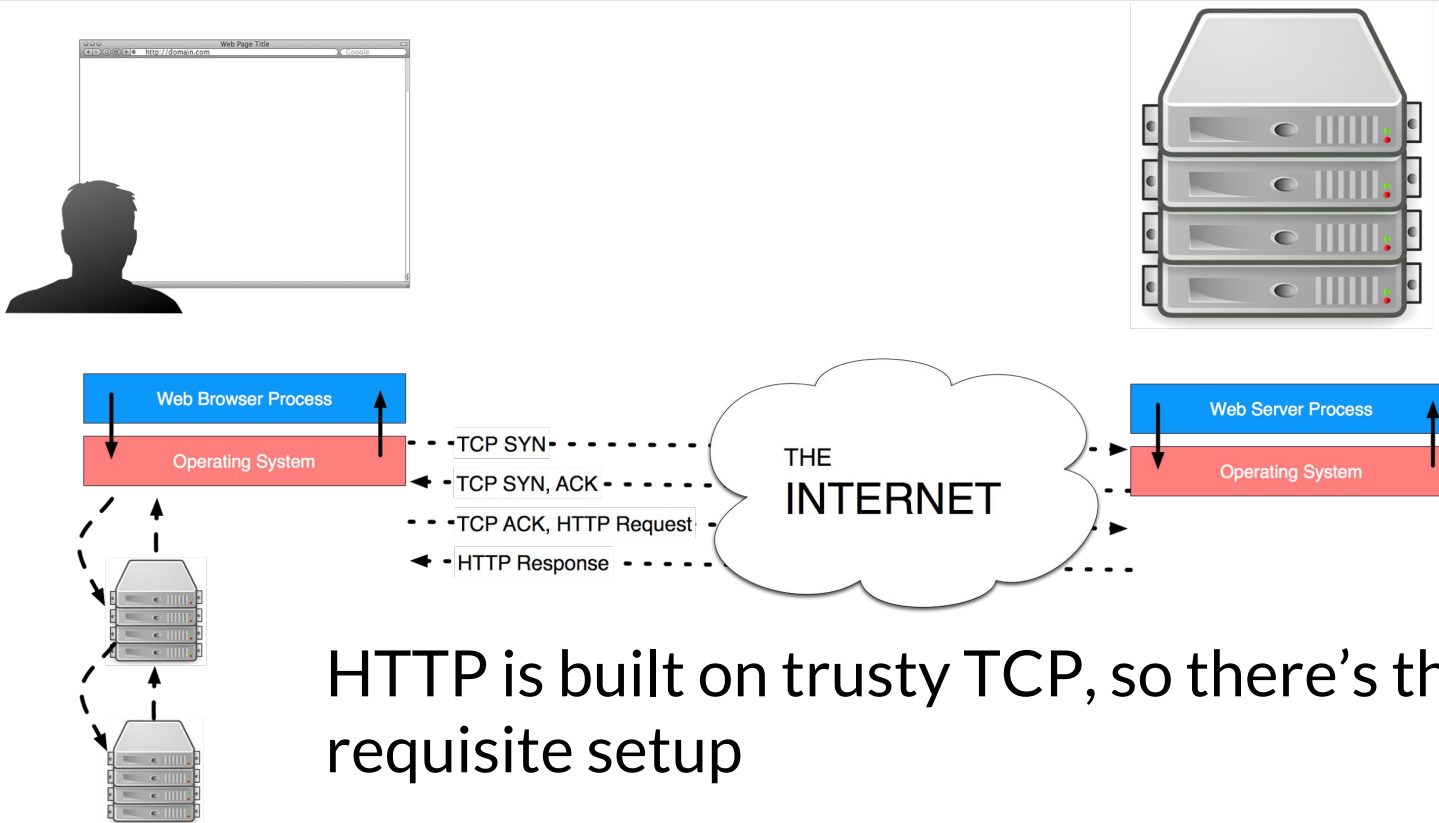 Web Page Title
http://domain.com
Google
Web Browser Process
Operating System
TCP SYN
TCP SYN, ACK
TCP ACK, HTTP Request
HTTP Response
THE
INTERNET
Web Server Process
Operating System
HTTP is built on trusty TCP, so there’s th
requisite setup